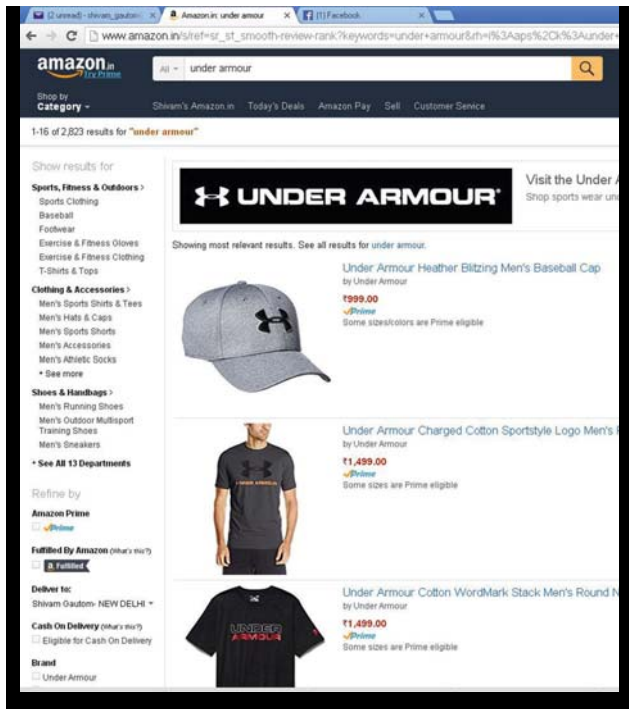 (2 unread) - shivam_gautom
Amazon.in: under amour
(1) Facebook
www.amazon.in/s/ref=sr_st_smooth-review-rank?keywords=under+armour&rh=i%3Aaps%2Ck%3Aunder+
amazon.in
Try Prime
All
under armour
Shop by
Category
Shivam's Amazon.in Today's Deals Amazon Pay Sell Customer Service
1-16 of 2,823 results for "under armour"
Show results for
Sports, Fitness & Outdoors >
Sports Clothing
Baseball
Footwear
Exercise & Fitness Gloves
Exercise & Fitness Clothing
T-Shirts & Tops
Clothing & Accessories >
Men's Sports Shirts & Tees
Men's Hats & Caps
Men's Sports Shorts
Men's Accessories
Men's Athletic Socks
See more
Shoes & Handbags >
Men's Running Shoes
Men's Outdoor Multisport
Training Shoes
Men's Sneakers
See All 13 Departments
Refine by
Amazon Prime
Prime
Fulfilled By Amazon (What's this?)
a Fulfilled
Deliver to:
Shivam Gautom- NEW DELHI
Cash On Delivery (What's this?)
Eligible for Cash On Delivery
Brand
Under Armour
UNDER ARMOUR
Visit the Under A
Shop sports wear un
Showing most relevant results. See all results for under armour.
Under Armour Heather Blitzing Men's Baseball Cap
by Under Armour
₹999.00
Prime
Some sizes/colors are Prime eligible
Under Armour Charged Cotton Sportstyle Logo Men's
by Under Armour
₹1,499.00
Prime
Some sizes are Prime eligible
UNDER ARMOUR
Under Armour Cotton WordMark Stack Men's Round N
by Under Armour
₹1,499.00
Prime
Some sizes are Prime eligible
UNDER
ARMOUR